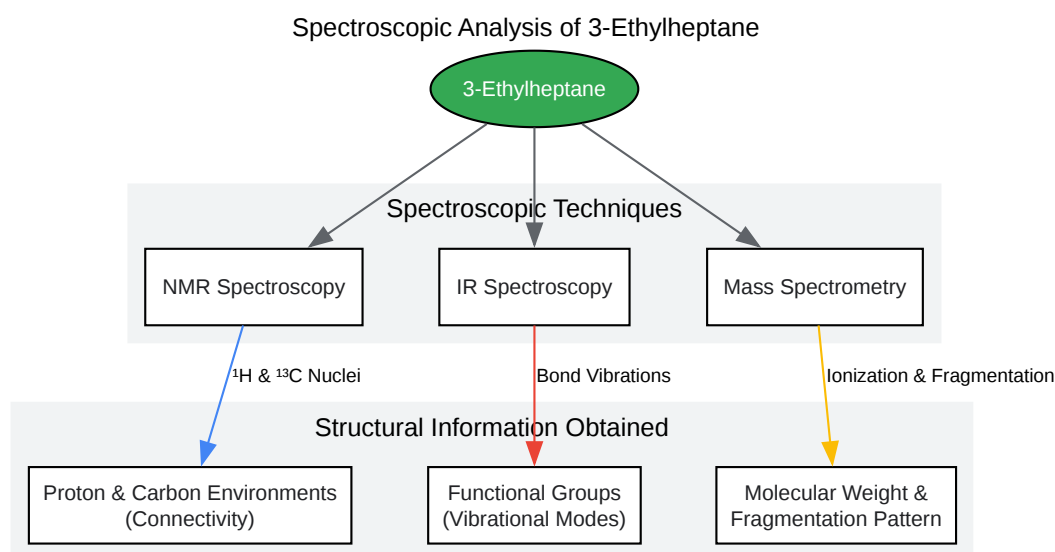 Spectroscopic Analysis of 3-Ethylheptane
3-Ethylheptane
Spectroscopic Techniques
NMR Spectroscopy
IR Spectroscopy
Mass Spectrometry
¹H & ¹³C Nuclei
Bond Vibrations
Ionization & Fragmentation
Structural Information Obtained
Proton & Carbon Environments
(Connectivity)
Functional Groups
(Vibrational Modes)
Molecular Weight &
Fragmentation Pattern